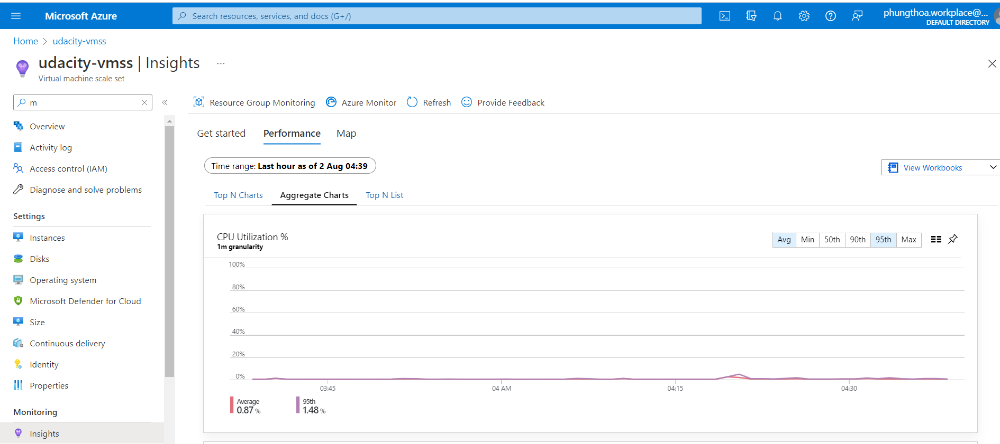 Microsoft Azure
Search resources, services, and docs (G+/)
phungthoa.workplace@...
DEFAULT DIRECTORY
Home > udacity-vmss
udacity-vmss | Insights ...
Virtual machine scale set
m
Resource Group Monitoring
Azure Monitor
Refresh
Provide Feedback
Overview
Activity log
Access control (IAM)
Diagnose and solve problems
Settings
Instances
Disks
Operating system
Microsoft Defender for Cloud
Size
Continuous delivery
Identity
Properties
Monitoring
Insights
Get started
Performance
Map
Time range: Last hour as of 2 Aug 04:39
View Workbooks
Top N Charts
Aggregate Charts
Top N List
CPU Utilization %
1m granularity
Avg
Min
50th
90th
95th
Max
100%
80%
60%
40%
20%
0%
03:45
04 AM
04:15
04:30
Average
0.87 %
95th
1.48 %